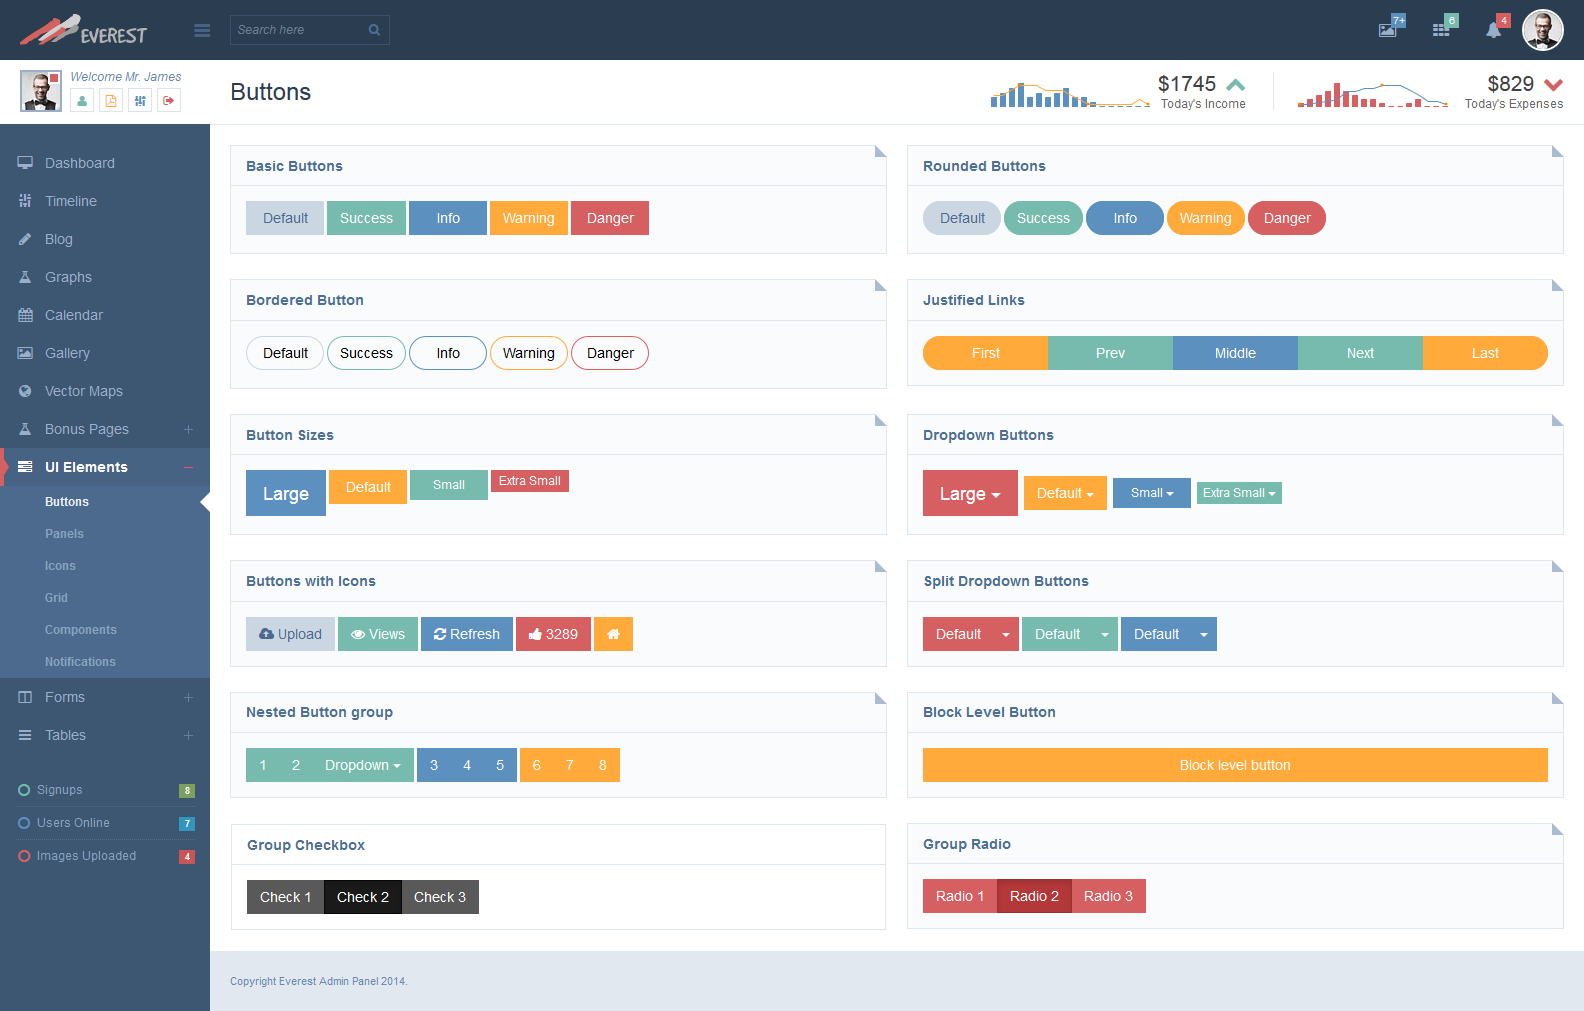 EVEREST
Search here
7+
6
4
Welcome Mr. James
Buttons
$1745
Today's Income
$829
Today's Expenses
Dashboard
Timeline
Blog
Graphs
Calendar
Gallery
Vector Maps
Bonus Pages
UI Elements
Buttons
Panels
Icons
Grid
Components
Notifications
Forms
Tables
Signups 8
Users Online 7
Images Uploaded 4
Basic Buttons
Default Success Info Warning Danger
Rounded Buttons
Default Success Info Warning Danger
Bordered Button
Default Success Info Warning Danger
Justified Links
First Prev Middle Next Last
Button Sizes
Large Default Small Extra Small
Dropdown Buttons
Large Default Small Extra Small
Buttons with Icons
Upload Views Refresh 3289
Split Dropdown Buttons
Default Default Default
Nested Button group
1 2 Dropdown 3 4 5 6 7 8
Block Level Button
Block level button
Group Checkbox
Check 1 Check 2 Check 3
Group Radio
Radio 1 Radio 2 Radio 3
Copyright Everest Admin Panel 2014.